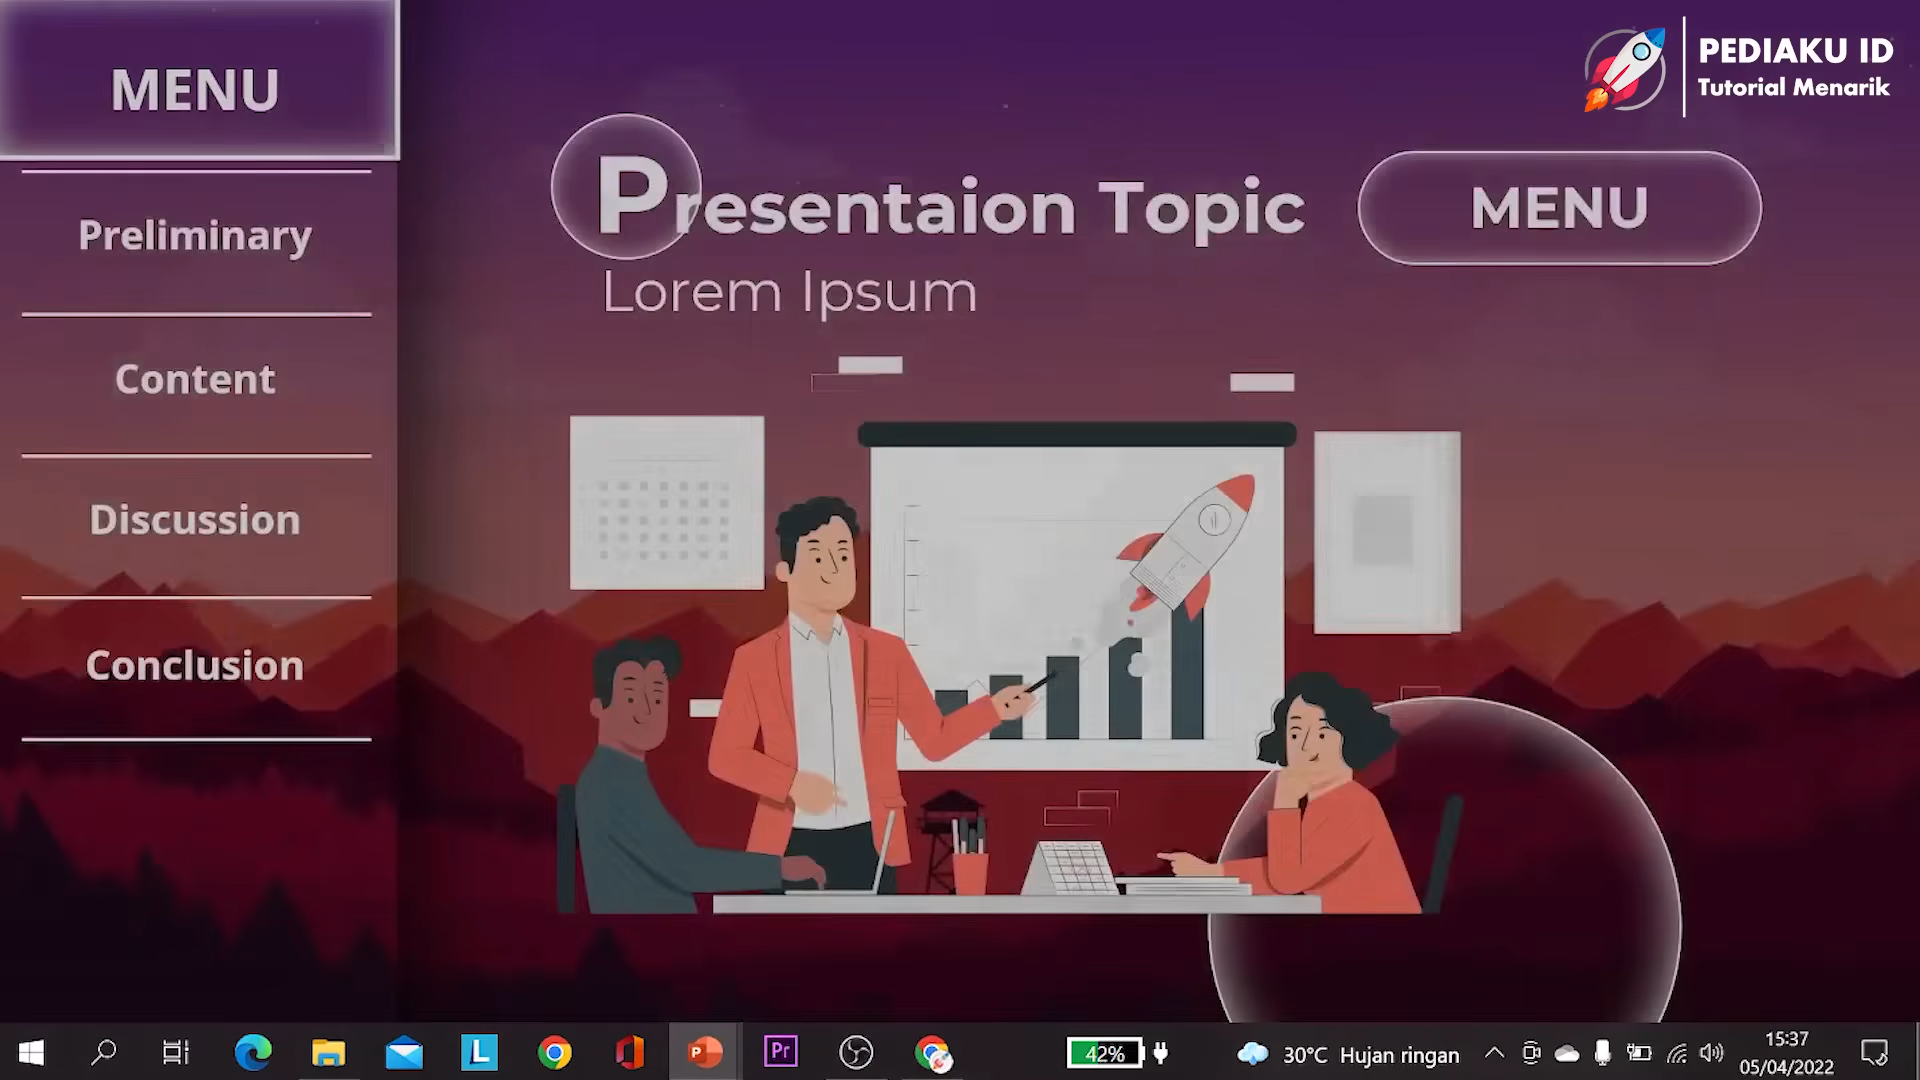 MENU
Preliminary
Content
Discussion
Conclusion
PEDIAKU ID
Tutorial Menarik
Presentaion Topic
Lorem Ipsum
MENU
L
P
Pr
42%
30°C Hujan ringan
15:37
05/04/2022